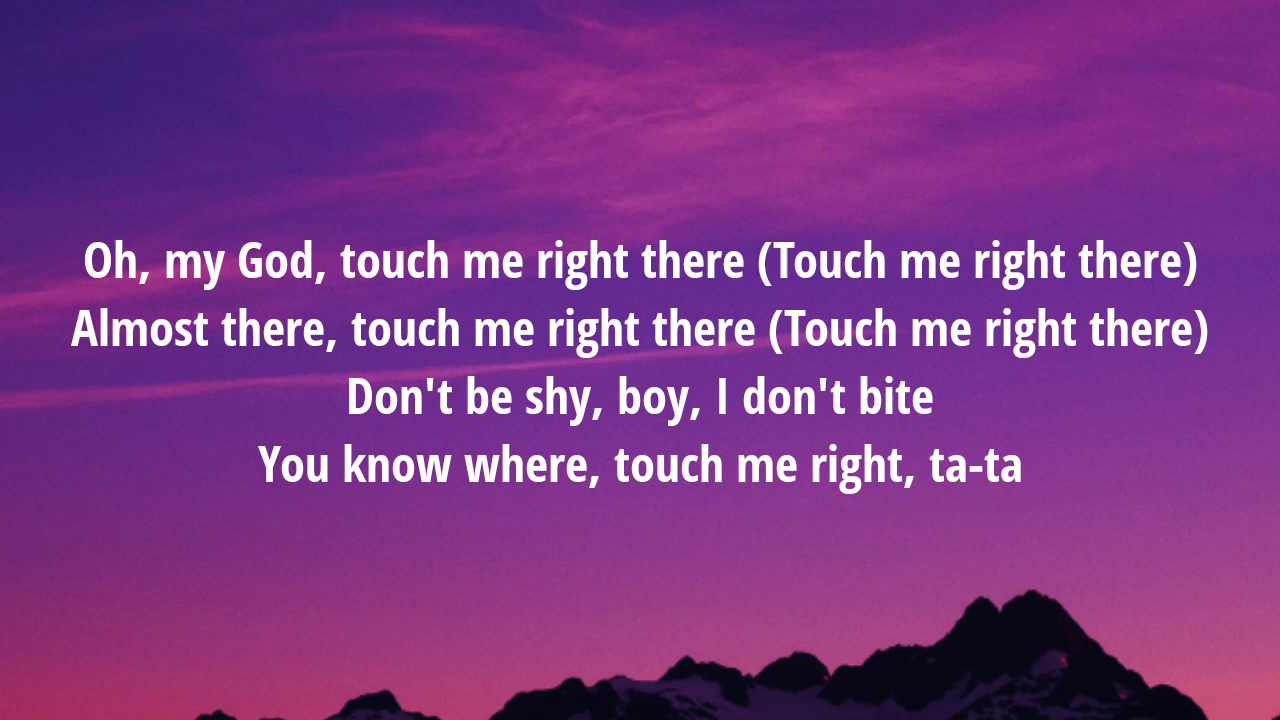 Oh, my God, touch me right there (Touch me right there)
Almost there, touch me right there (Touch me right there)
Don't be shy, boy, I don't bite
You know where, touch me right, ta-ta